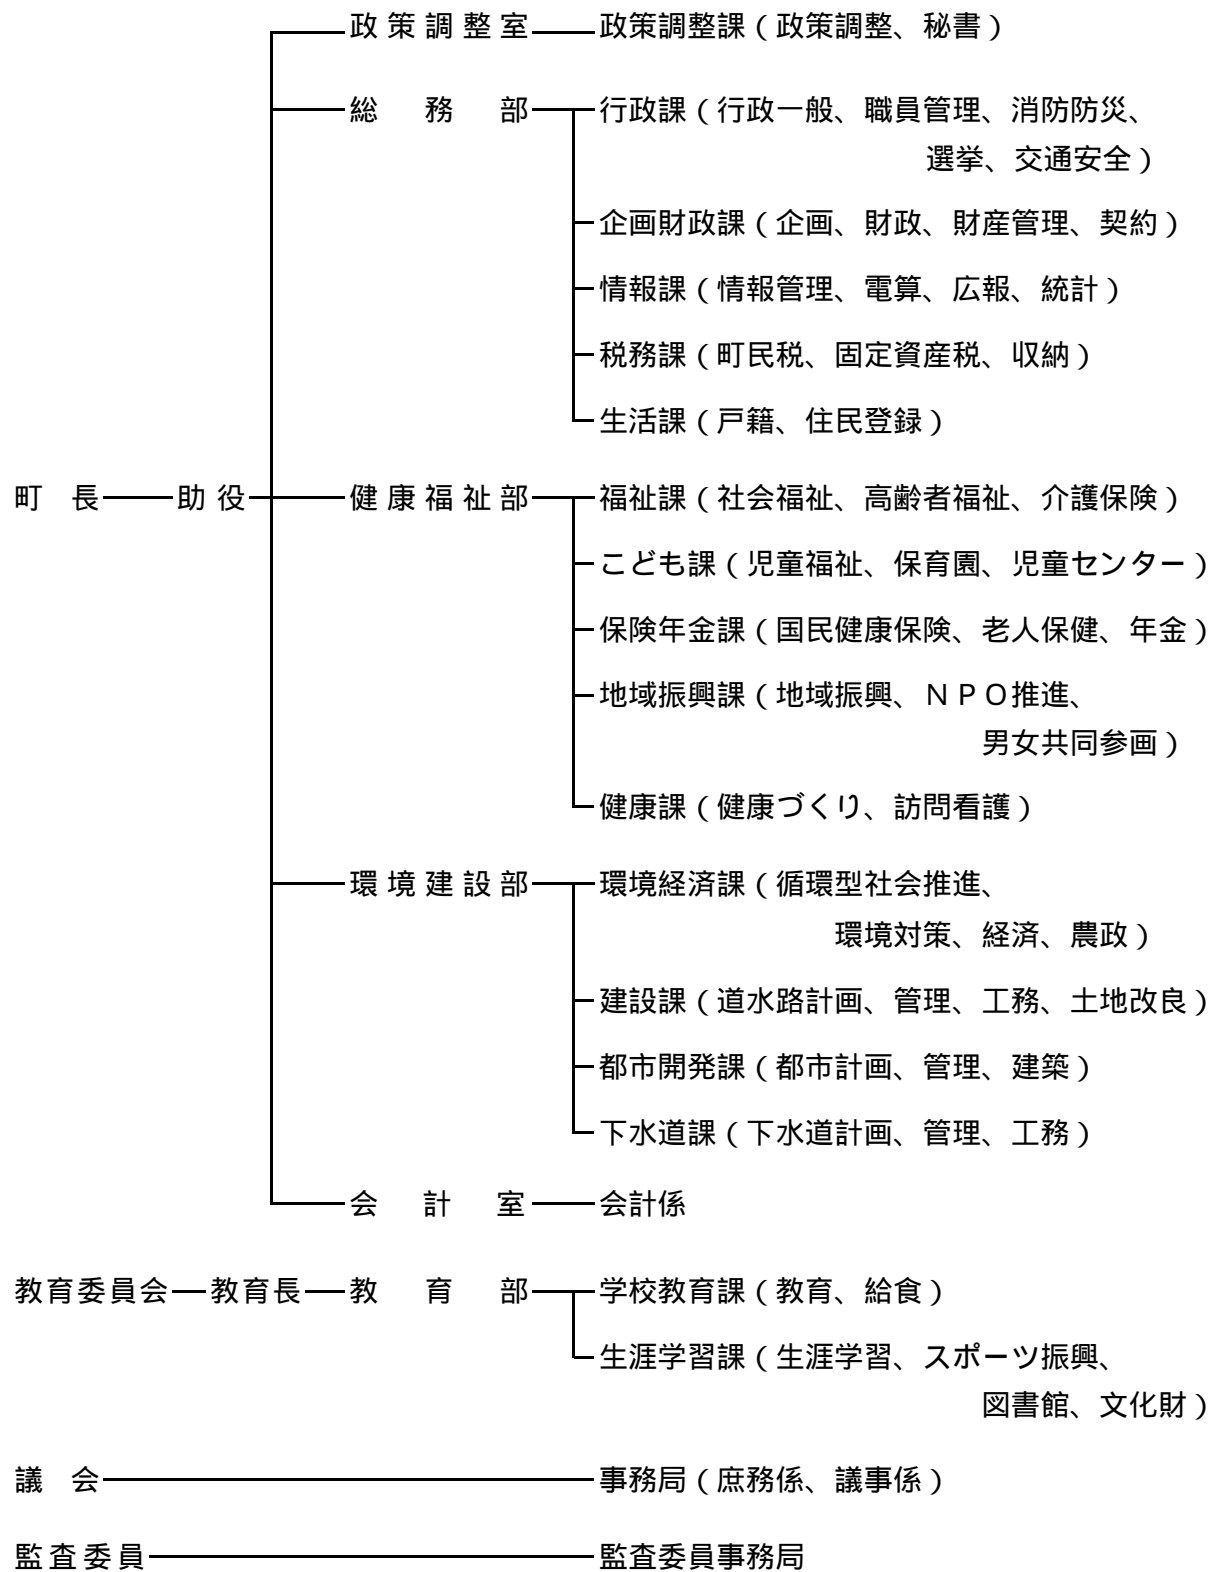 政策調整室 政策調整課（政策調整、秘書）
総務部 行政課（行政一般、職員管理、消防防災、
選挙、交通安全）
企画財政課（企画、財政、財産管理、契約）
情報課（情報管理、電算、広報、統計）
税務課（町民税、固定資産税、収納）
生活課（戸籍、住民登録）
町長 助役 健康福祉部 福祉課（社会福祉、高齢者福祉、介護保険）
こども課（児童福祉、保育園、児童センター）
保険年金課（国民健康保険、老人保健、年金）
地域振興課（地域振興、ＮＰＯ推進、
男女共同参画）
健康課（健康づくり、訪問看護）
環境建設部 環境経済課（循環型社会推進、
環境対策、経済、農政）
建設課（道水路計画、管理、工務、土地改良）
都市開発課（都市計画、管理、建築）
下水道課（下水道計画、管理、工務）
会計室 会計係
教育委員会 教育長 教育部 学校教育課（教育、給食）
生涯学習課（生涯学習、スポーツ振興、
図書館、文化財）
議会 事務局（庶務係、議事係）
監査委員 監査委員事務局